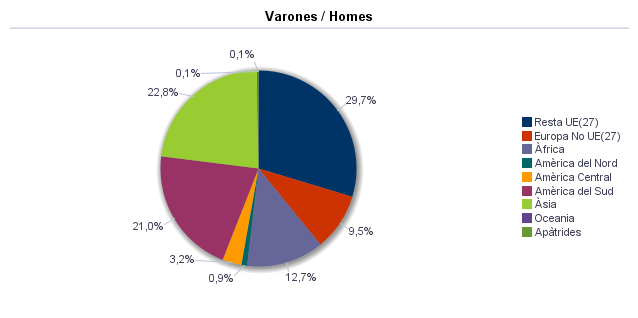 Varones / Homes
0,1%
0,1%
22,8%
29,7%
21,0%
9,5%
3,2%
0,9%
12,7%
Resta UE(27)
Europa No UE(27)
Àfrica
Amèrica del Nord
Amèrica Central
Amèrica del Sud
Àsia
Oceania
Apàtrides